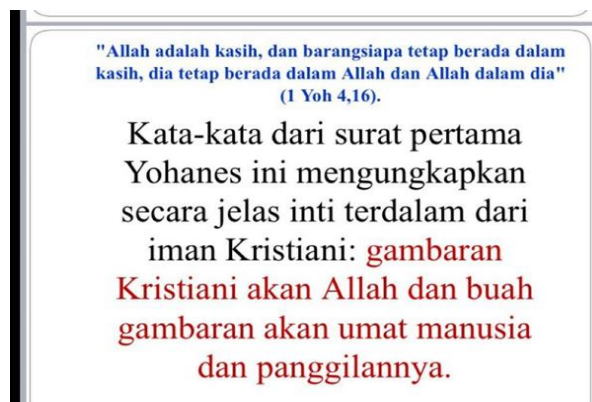 "Allah adalah kasih, dan barangsiapa tetap berada dalam
kasih, dia tetap berada dalam Allah dan Allah dalam dia"
(1 Yoh 4,16).
Kata-kata dari surat pertama
Yohanes ini mengungkapkan
secara jelas inti terdalam dari
iman Kristiani: gambaran
Kristiani akan Allah dan buah
gambaran akan umat manusia
dan panggilannya.